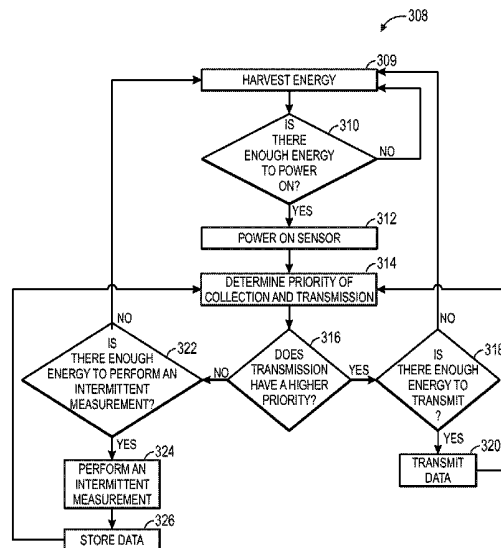 308
309
HARVEST ENERGY
310
IS
THERE
ENOUGH ENERGY
TO POWER
ON?
NO
YES
312
POWER ON SENSOR
314
DETERMINE PRIORITY OF
COLLECTION AND TRANSMISSION
NO
322
IS
THERE ENOUGH
ENERGY TO PERFORM AN
INTERMITTENT
MEASUREMENT?
NO
316
DOES
TRANSMISSION
HAVE A HIGHER
PRIORITY?
YES
NO
318
IS
THERE ENOUGH
ENERGY TO
TRANSMIT
?
YES
324
PERFORM AN
INTERMITTENT
MEASUREMENT
326
STORE DATA
YES
320
TRANSMIT
DATA